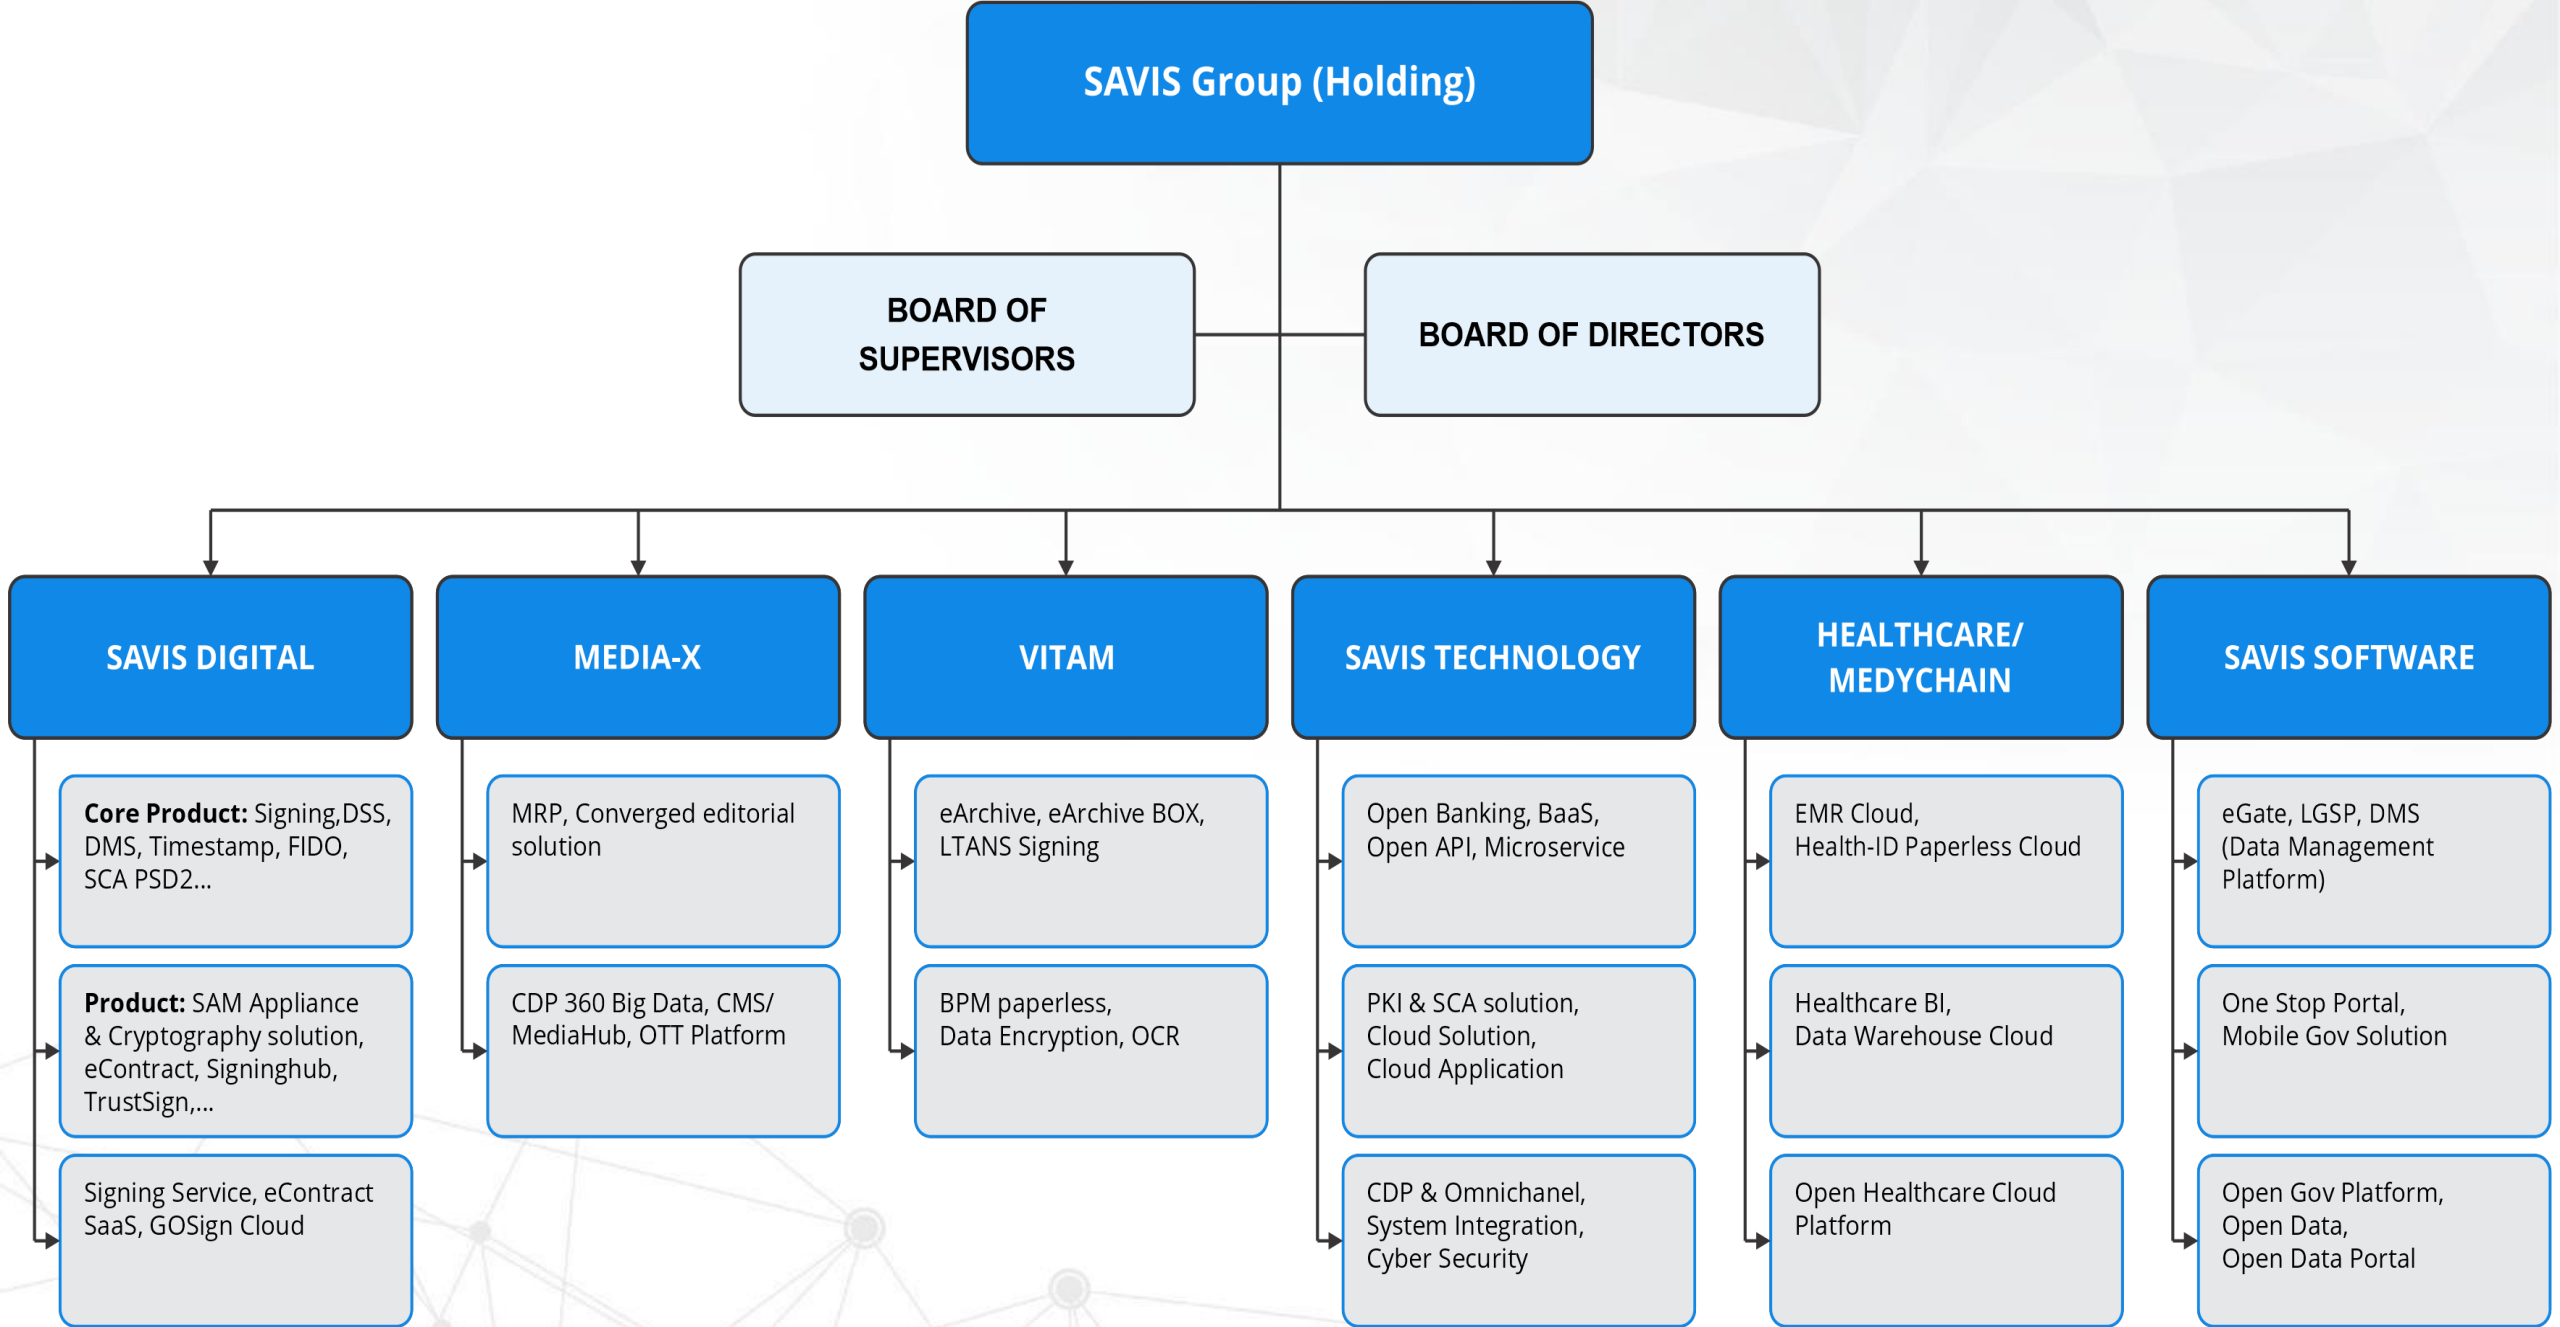 SAVIS Group (Holding)
BOARD OF
SUPERVISORS
BOARD OF DIRECTORS
SAVIS DIGITAL
MEDIA-X
VITAM
SAVIS TECHNOLOGY
HEALTHCARE/
MEDYCHAIN
SAVIS SOFTWARE
Core Product: Signing,DSS,
DMS, Timestamp, FIDO,
SCA PSD2...
Product: SAM Appliance
& Cryptography solution,
eContract, Signinghub,
TrustSign,...
Signing Service, eContract
SaaS, GOSign Cloud
MRP, Converged editorial
solution
CDP 360 Big Data, CMS/
MediaHub, OTT Platform
eArchive, eArchive BOX,
LTANS Signing
BPM paperless,
Data Encryption, OCR
Open Banking, BaaS,
Open API, Microservice
PKI & SCA solution,
Cloud Solution,
Cloud Application
CDP & Omnichanel,
System Integration,
Cyber Security
EMR Cloud,
Health-ID Paperless Cloud
Healthcare BI,
Data Warehouse Cloud
Open Healthcare Cloud
Platform
eGate, LGSP, DMS
(Data Management
Platform)
One Stop Portal,
Mobile Gov Solution
Open Gov Platform,
Open Data,
Open Data Portal